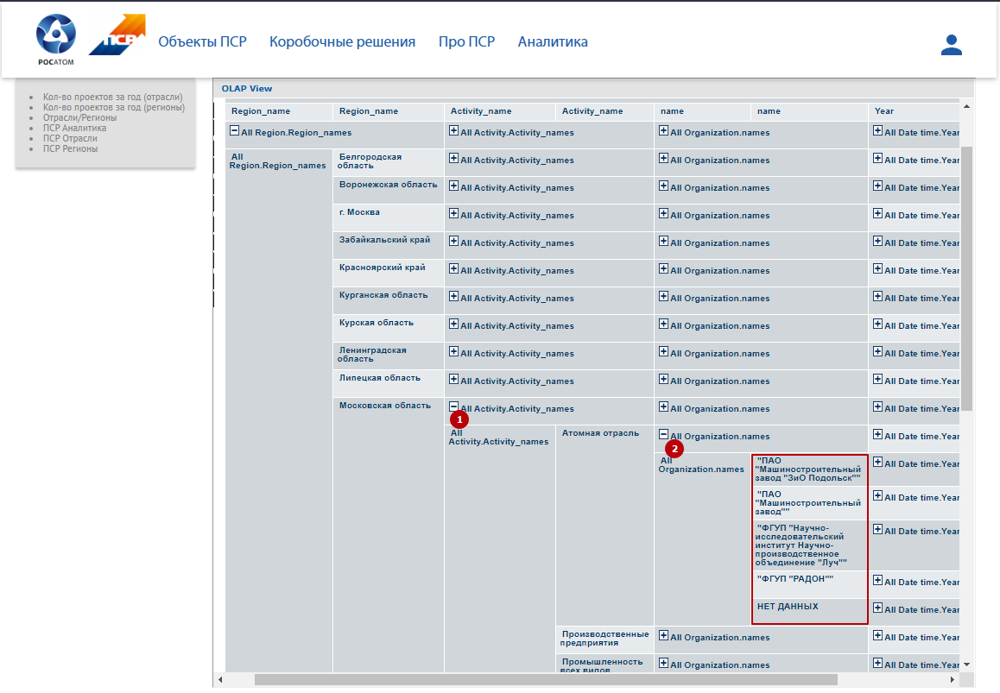 РОСАТОМ
ПСР
Объекты ПСР Коробочные решения Про ПСР Аналитика
Кол-во проектов за год (отрасли)
Кол-во проектов за год (регионы)
Отрасли/Регионы
ПСР Аналитика
ПСР Отрасли
ПСР Регионы
OLAP View
Region_name Region_name Activity_name Activity_name name name Year
All Region.Region_names All Activity.Activity_names All Organization.names All Date time.Year
All
Region.Region_names
Белгородская
область
All Activity.Activity_names All Organization.names All Date time.Year
Воронежская область All Activity.Activity_names All Organization.names All Date time.Year
г. Москва All Activity.Activity_names All Organization.names All Date time.Year
Забайкальский край All Activity.Activity_names All Organization.names All Date time.Year
Красноярский край All Activity.Activity_names All Organization.names All Date time.Year
Курганская область All Activity.Activity_names All Organization.names All Date time.Year
Курская область All Activity.Activity_names All Organization.names All Date time.Year
Ленинградская
область
All Activity.Activity_names All Organization.names All Date time.Year
Липецкая область All Activity.Activity_names All Organization.names All Date time.Year
Московская область All Activity.Activity_names All Organization.names All Date time.Year
1
All
Activity.Activity_names
Атомная отрасль All Organization.names All Date time.Year
2
All
Organization.names
"ПАО
"Машиностроительный
завод "ЗиО Подольск""
All Date time.Year
"ПАО
"Машиностроительный
завод""
All Date time.Year
"ФГУП "Научно-
исследовательский
институт Научно-
производственное
объединение "Луч""
All Date time.Year
"ФГУП "РАДОН"" All Date time.Year
НЕТ ДАННЫХ All Date time.Year
Производственные
предприятия
All Organization.names All Date time.Year
Промышленность
всех видов
All Organization.names All Date time.Year